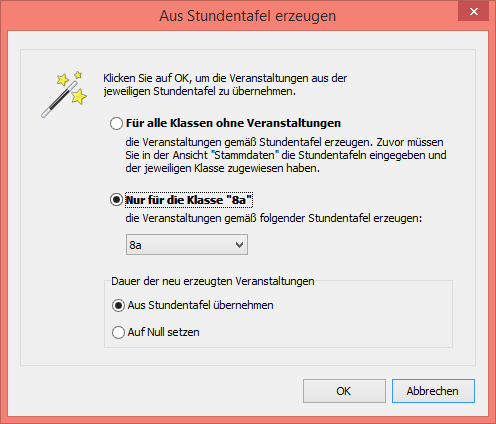 Aus Stundentafel erzeugen
Klicken Sie auf OK, um die Veranstaltungen aus der
jeweiligen Stundentafel zu übernehmen.
Für alle Klassen ohne Veranstaltungen
die Veranstaltungen gemäß Stundentafel erzeugen. Zuvor müssen
Sie in der Ansicht "Stammdaten" die Stundentafeln eingegeben und
der jeweiligen Klasse zugewiesen haben.
Nur für die Klasse "8a"
die Veranstaltungen gemäß folgender Stundentafel erzeugen:
8a
Dauer der neu erzeugten Veranstaltungen
Aus Stundentafel übernehmen
Auf Null setzen
OK
Abbrechen